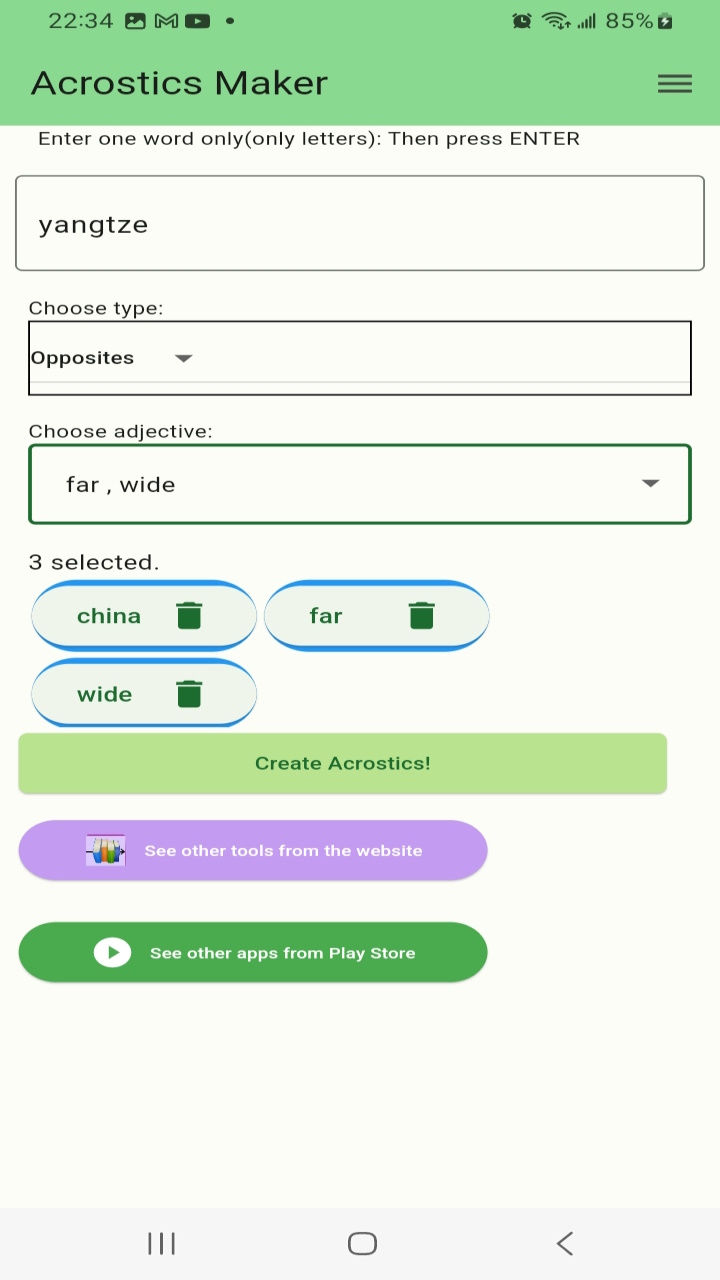 22:34 85%
Acrostics Maker
Enter one word only(only letters): Then press ENTER
yangtze
Choose type:
Opposites
Choose adjective:
far , wide
3 selected.
china far
wide
Create Acrostics!
See other tools from the website
See other apps from Play Store